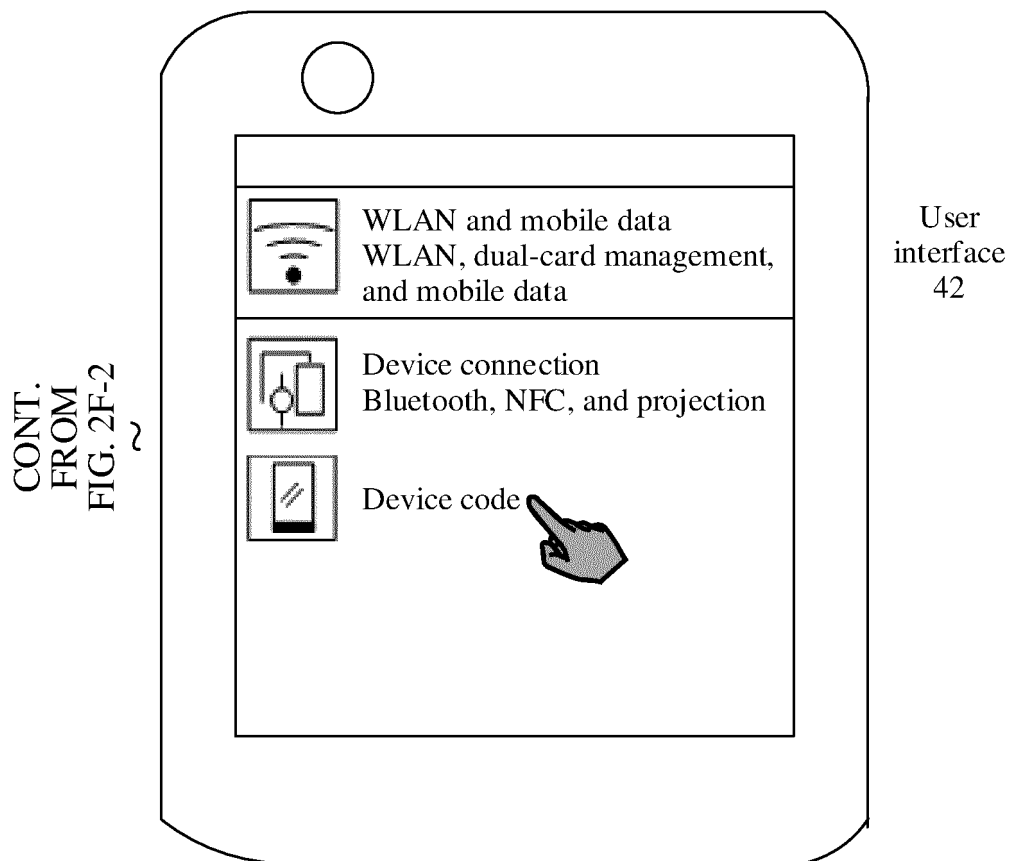 CONT.
FROM
FIG. 2F-2
~
WLAN and mobile data
WLAN, dual-card management,
and mobile data
Device connection
Bluetooth, NFC, and projection
Device code
User
interface
42